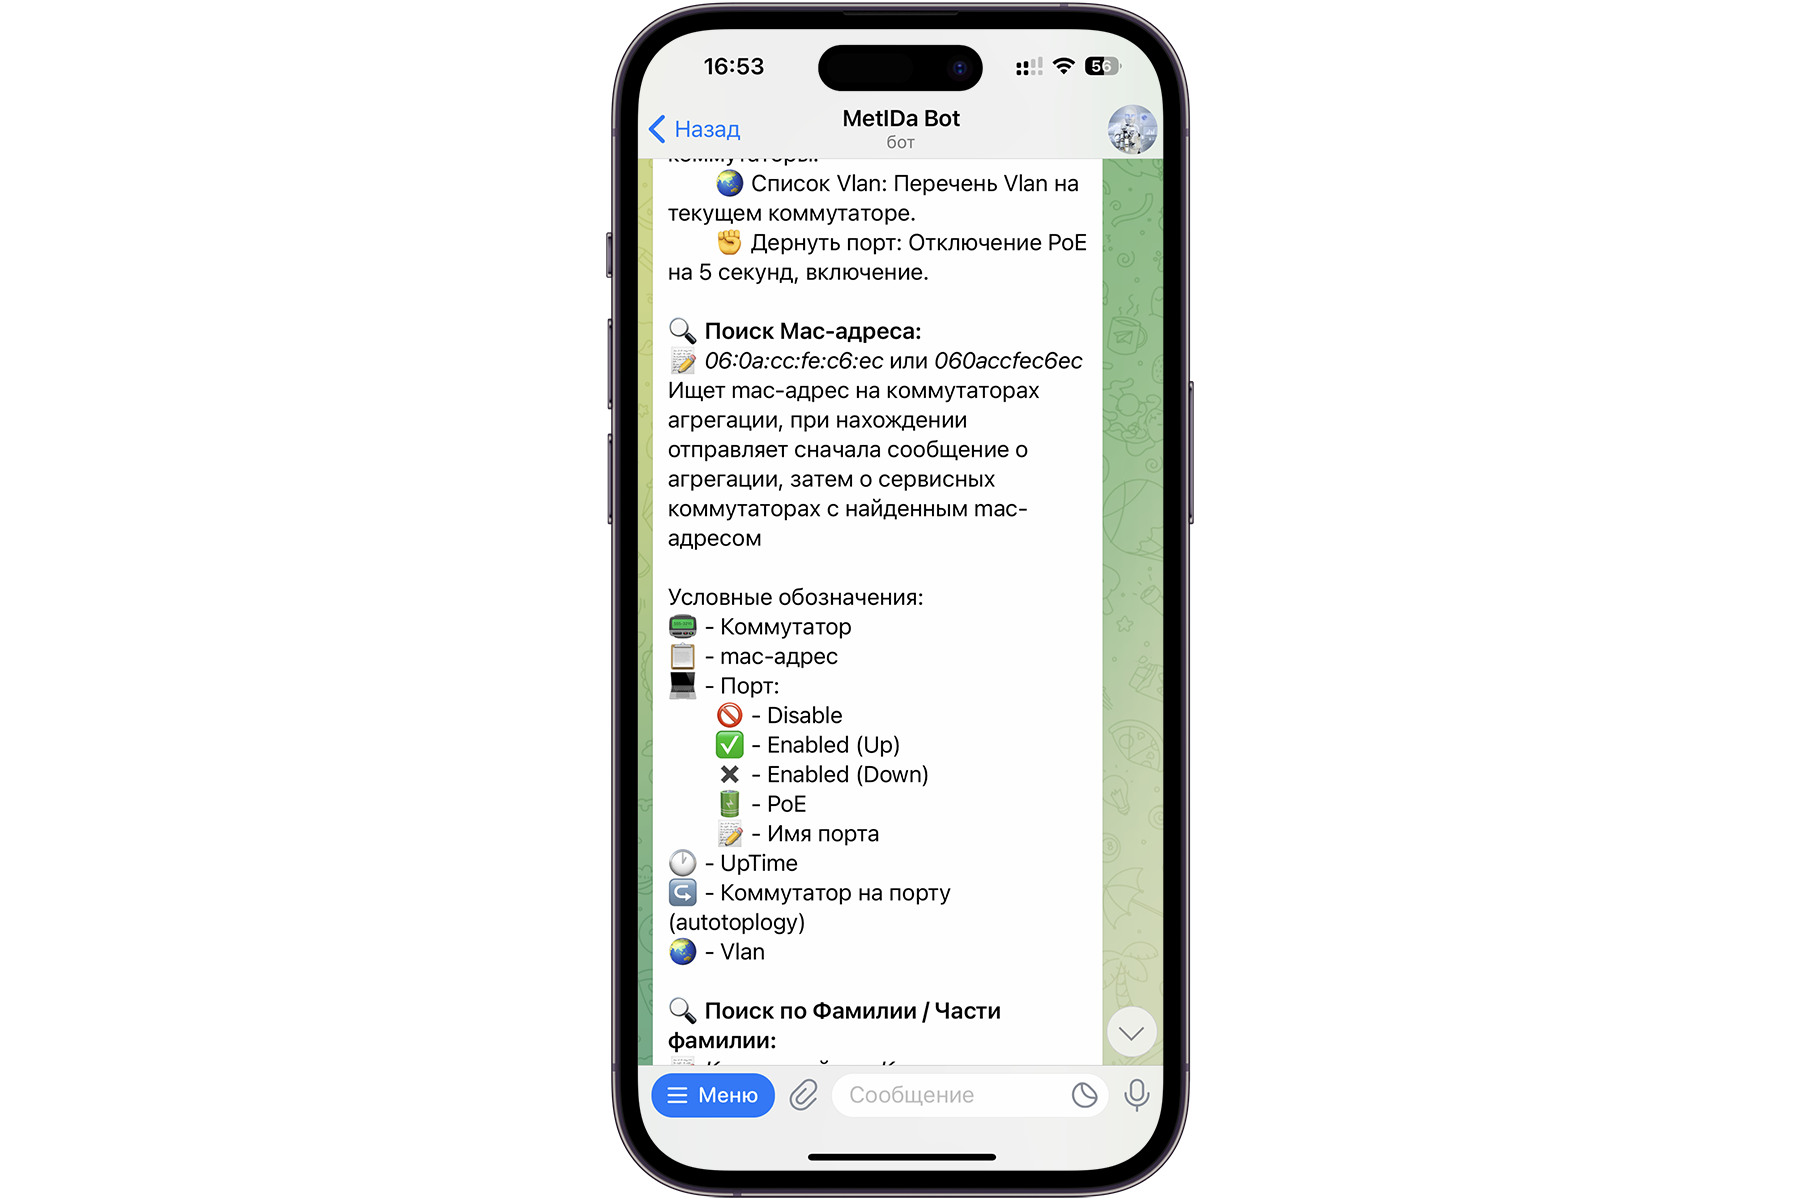 16:53
56
Назад
MetIDa Bot
бот
коммутаторы.
Список Vlan: Перечень Vlan на
текущем коммутаторе.
Дернуть порт: Отключение PoE
на 5 секунд, включение.
Поиск Mac-адреса:
06:0a:cc:fe:c6:ec или 060accfec6ec
Ищет mac-адрес на коммутаторах
агрегации, при нахождении
отправляет сначала сообщение о
агрегации, затем о сервисных
коммутаторах с найденным mac-
адресом
Условные обозначения:
- Коммутатор
- mac-адрес
- Порт:
- Disable
- Enabled (Up)
- Enabled (Down)
- PoE
- Имя порта
- UpTime
- Коммутатор на порту
(autotoplogy)
- Vlan
Поиск по Фамилии / Части
фамилии:
Меню
Сообщение